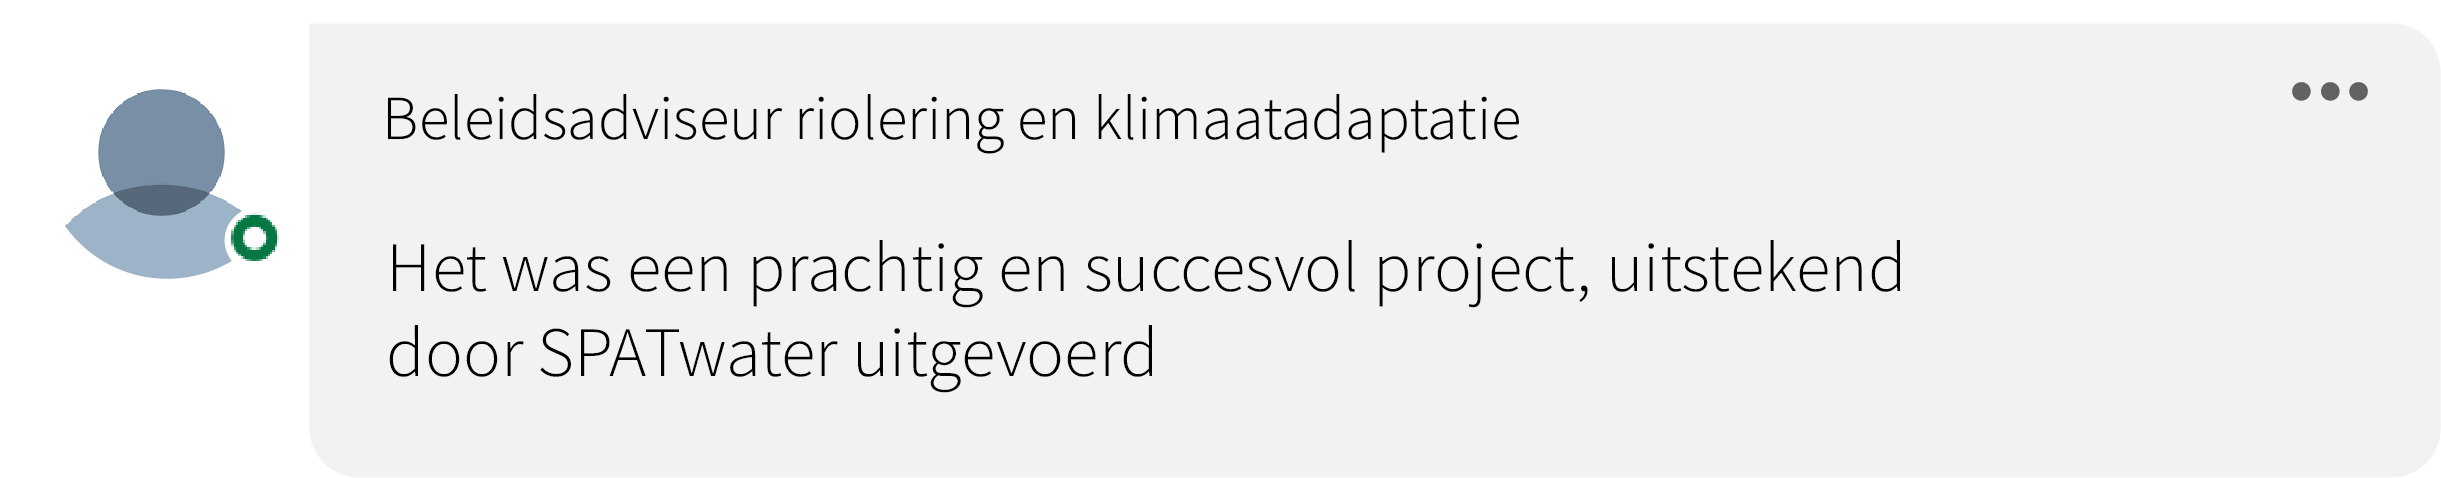 Beleidsadviseur riolering en klimaatadaptatie
Het was een prachtig en succesvol project, uitstekend
door SPATwater uitgevoerd